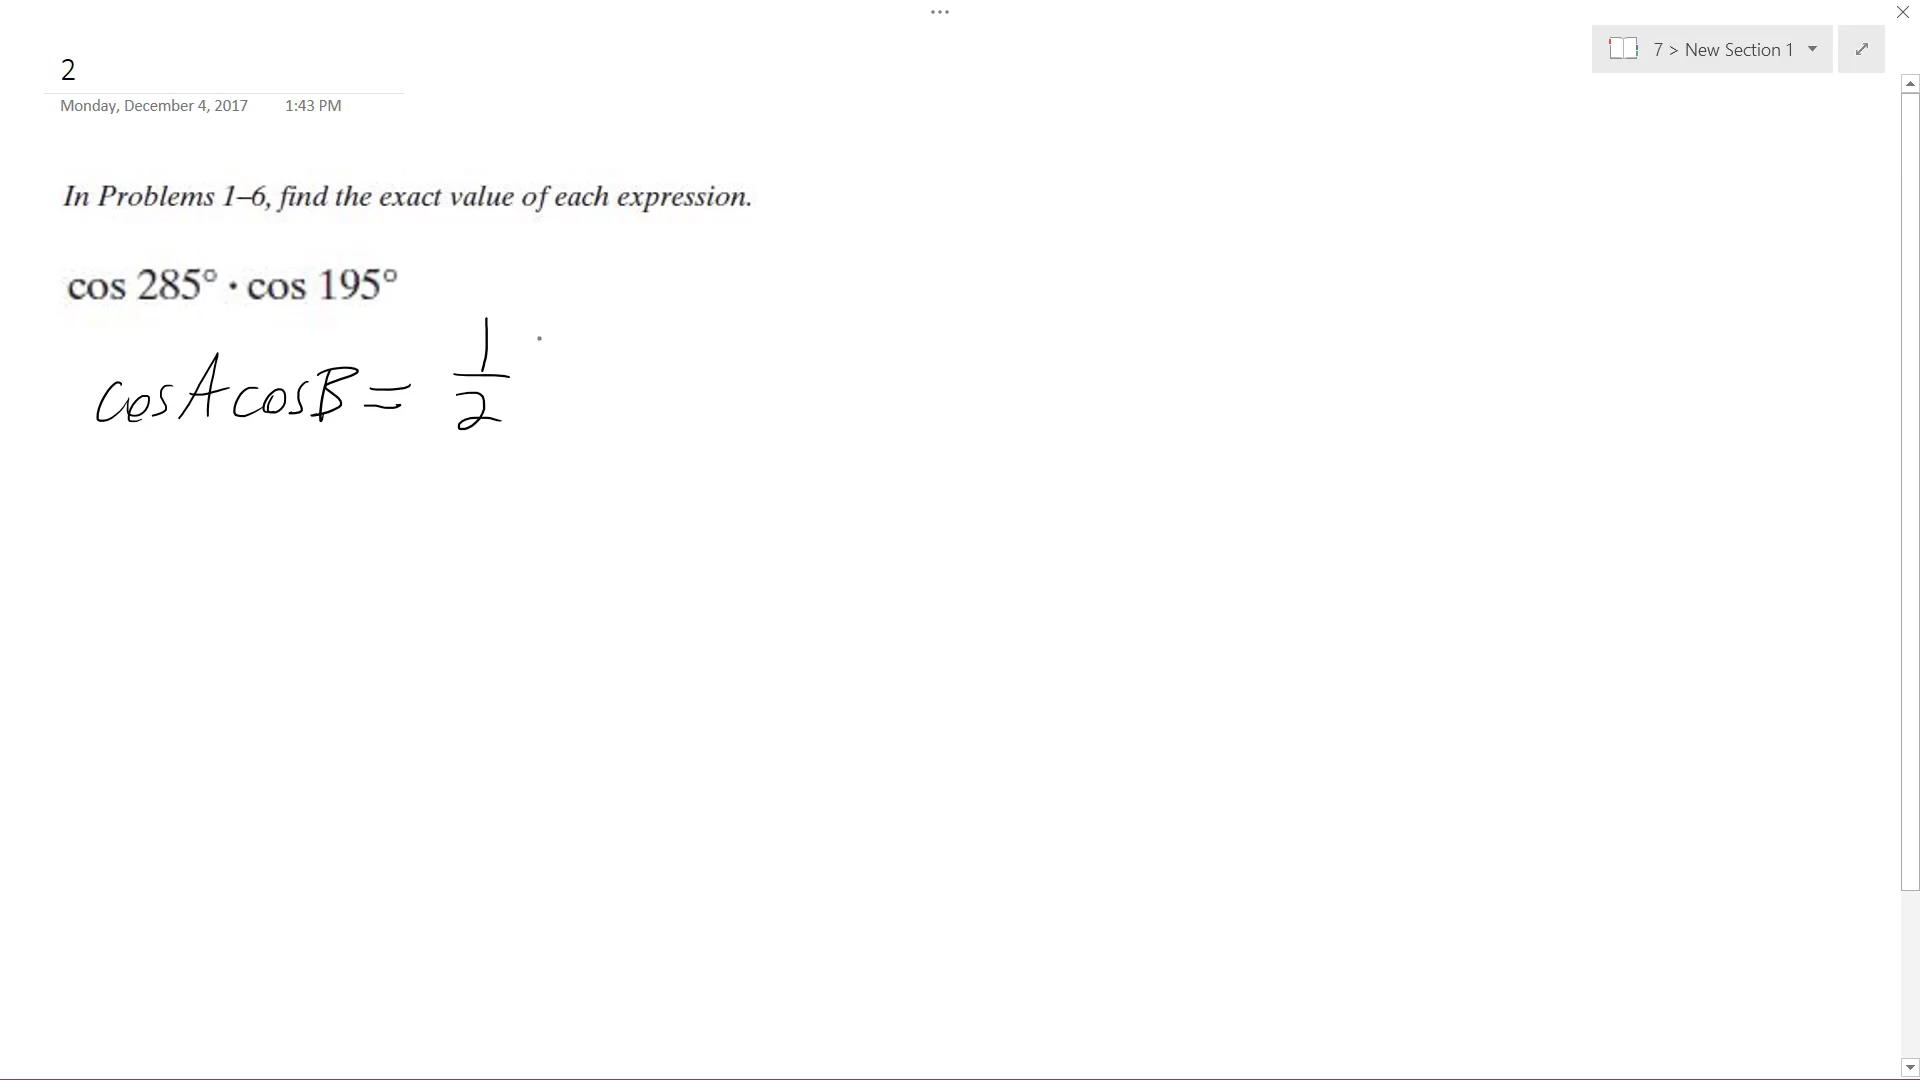 7 > New Section 1
2
Monday, December 4, 2017 1:43 PM
In Problems 1–6, find the exact value of each expression.
cos 285° · cos 195°
cosAcosB = 1/2